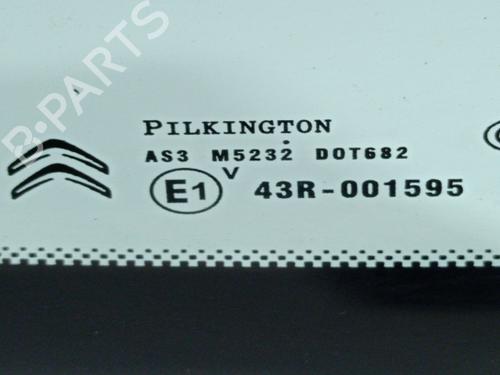 B-PARTS
PILKINGTON
AS3 M5232 DOT682
E1 V 43R-001595